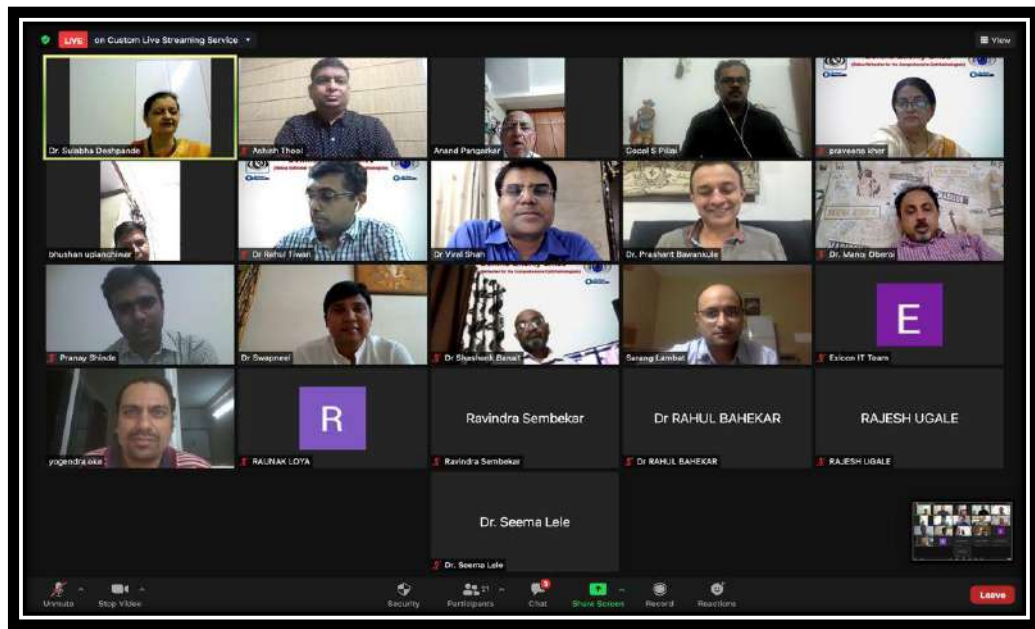 LIVE on Custom Live Streaming Service
View
Dr. Sulabha Deshpande
Ashish Thool
Anand Pangarkar
Gopal S Pillai
praveena kher
bhushan uplanchiwar
Dr Rahul Tiwari
Dr Viral Shah
Dr. Prashant Bawankule
Dr. Manoj Oberoi
Pranay Shinde
Dr Swapneel
Dr Shashank Banait
Sarang Lambat
E
Exicon IT Team
yogendra oke
R
RAUNAK LOYA
Ravindra Sembekar
Ravindra Sembekar
Dr RAHUL BAHEKAR
Dr RAHUL BAHEKAR
RAJESH UGALE
RAJESH UGALE
Dr. Seema Lele
Dr. Seema Lele
Unmute
Stop Video
Security
21
Participants
Chat
Share Screen
Record
Reactions
Leave